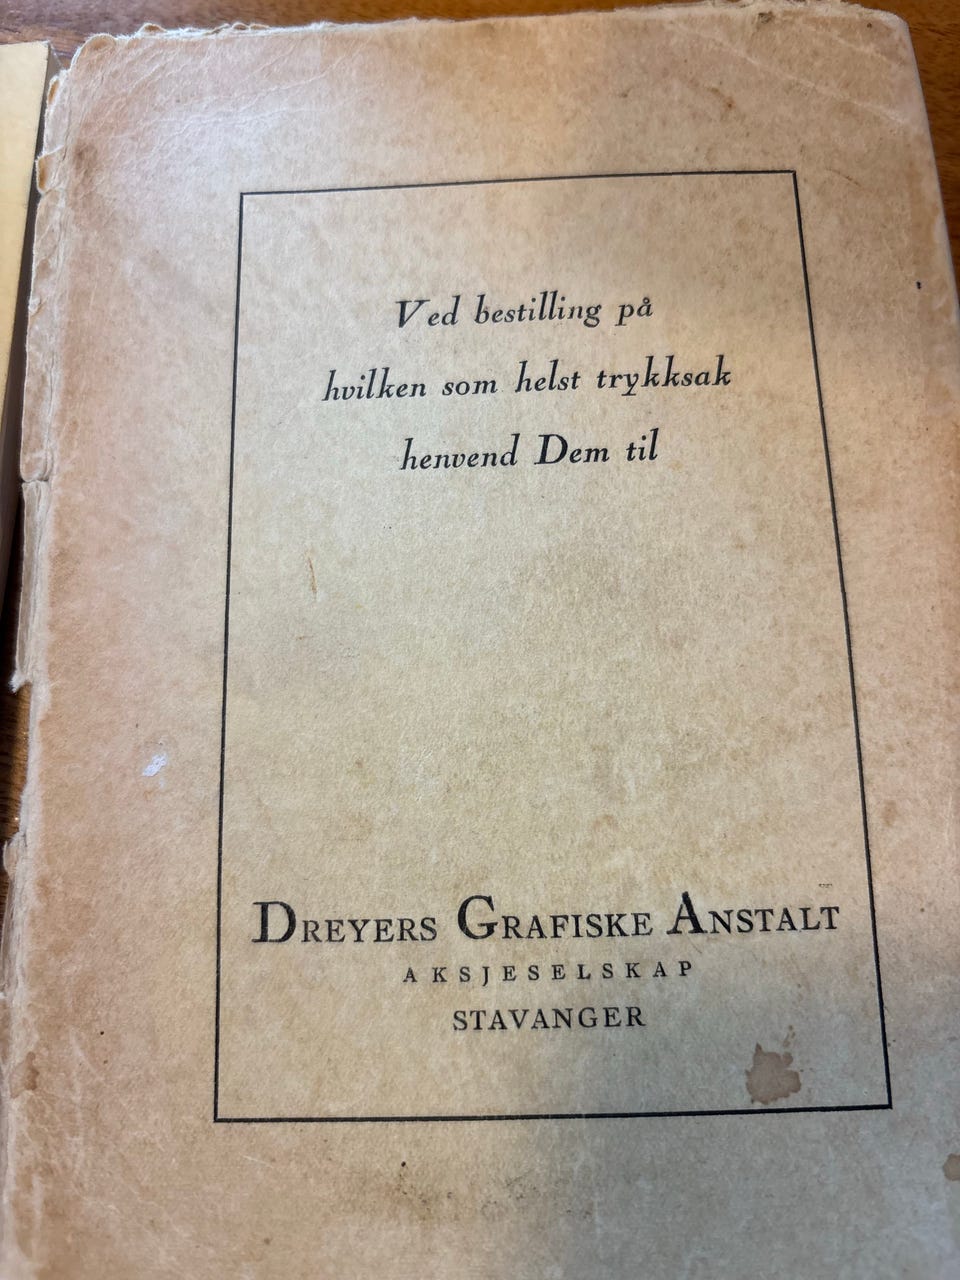 Ved bestilling på
hvilken som helst trykksak
henvend Dem til
DREYERS GRAFISKE ANSTALT
AKSJESELSKAP
STAVANGER